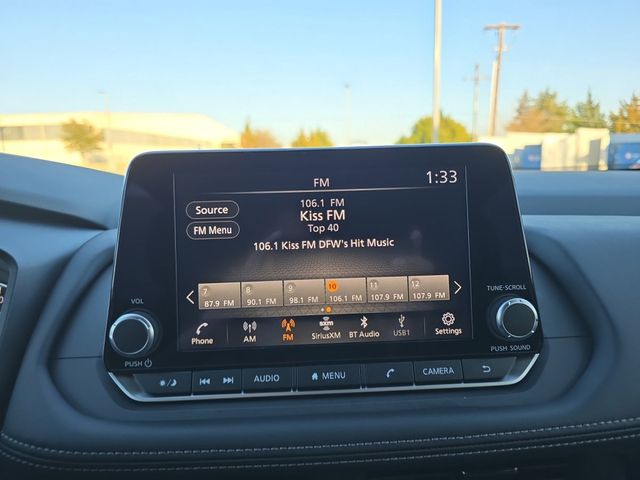 FM
1:33
106.1 FM
Source
Kiss FM
Top 40
FM Menu
106.1 Kiss FM DFW's Hit Music
7 8 9 10 11 12
87.9 FM 90.1 FM 98.1 FM 106.1 FM 107.9 FM 107.9 FM
Phone AM FM SiriusXM BT Audio USB1 Settings
VOL
PUSH
TUNE·SCROLL
PUSH SOUND
AUDIO MENU CAMERA